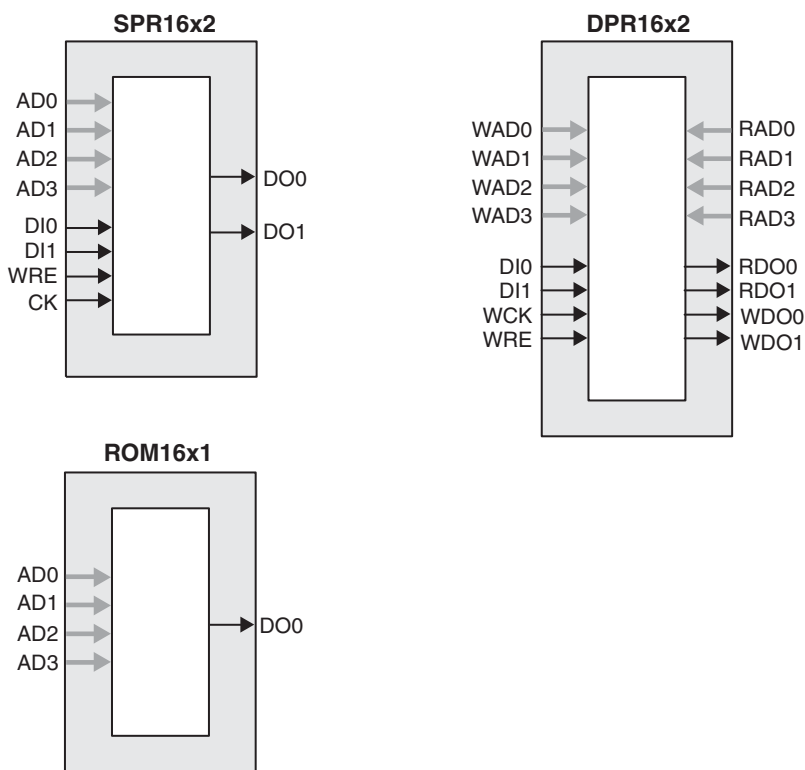 SPR16x2
AD0
AD1
AD2
AD3
DI0
DI1
WRE
CK
DO0
DO1
DPR16x2
WAD0
WAD1
WAD2
WAD3
DI0
DI1
WCK
WRE
RAD0
RAD1
RAD2
RAD3
RDO0
RDO1
WDO0
WDO1
ROM16x1
AD0
AD1
AD2
AD3
DO0